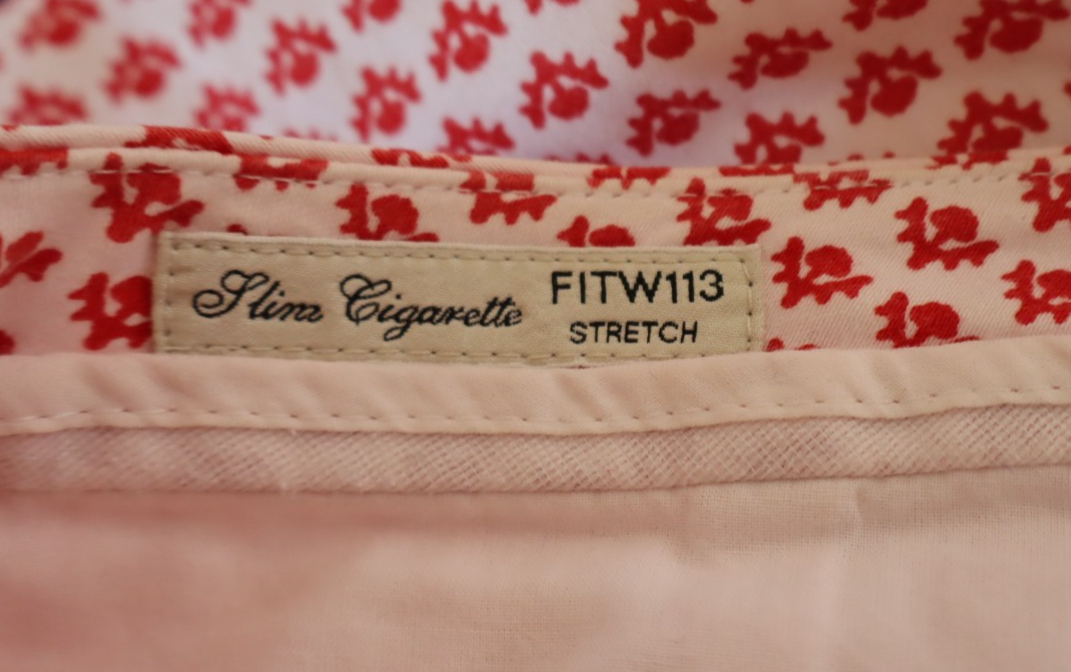 Slim Cigarette
FITW113
STRETCH